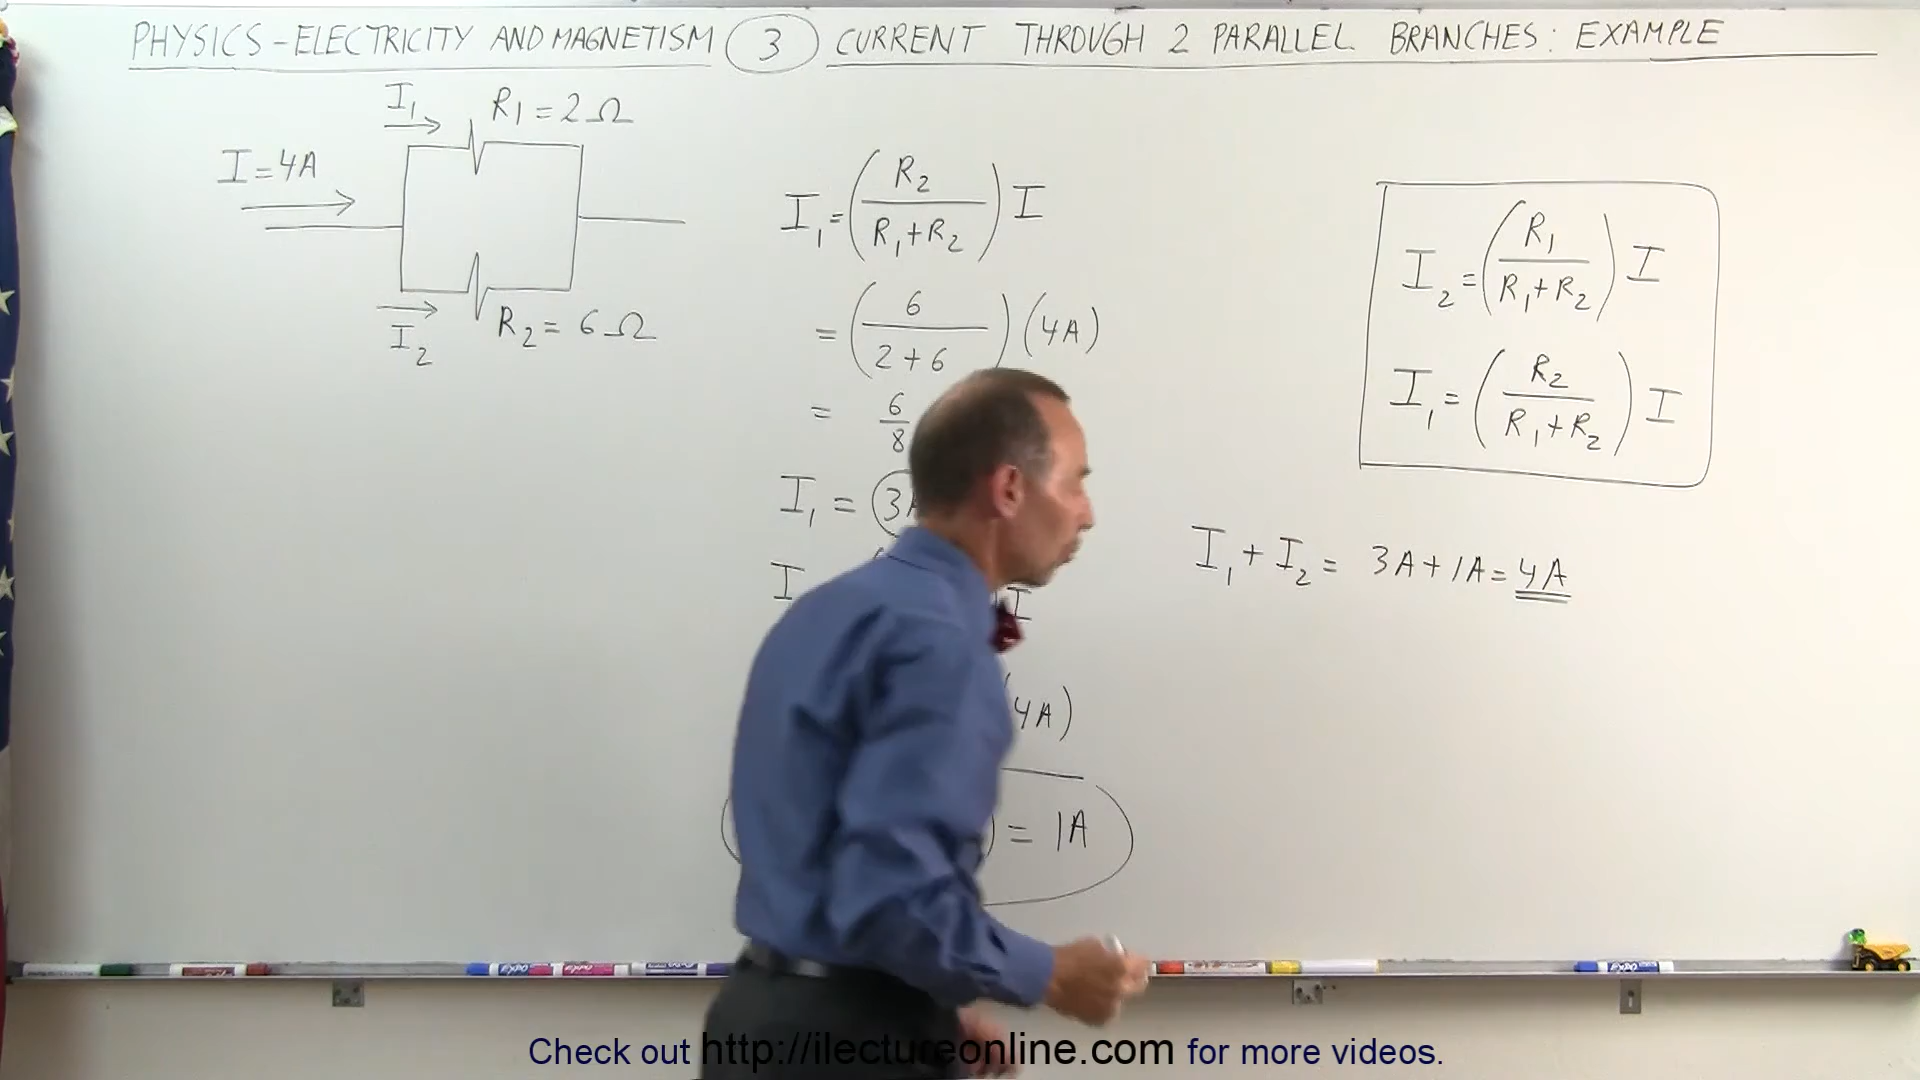 PHYSICS - ELECTRICITY AND MAGNETISM 3 CURRENT THROUGH 2 PARALLEL BRANCHES: EXAMPLE
I₁ R₁ = 2 Ω
I = 4A
R₂ = 6 Ω
I₂
I₁ = (R₂ / (R₁ + R₂)) I
= (6 / (2 + 6)) (4A)
= 6/8
I₁ = 3A
I I
(4A)
= 1A
I₂ = (R₁ / (R₁ + R₂)) I
I₁ = (R₂ / (R₁ + R₂)) I
I₁ + I₂ = 3A + 1A = 4A
Check out http://ilectureonline.com for more videos.